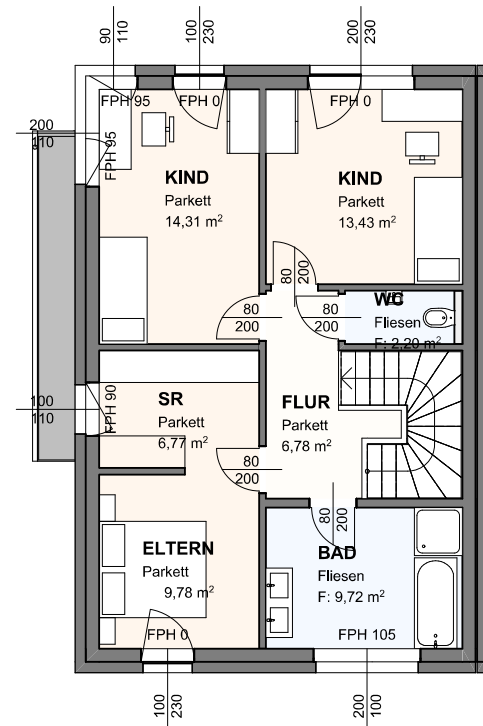 90
110
100
230
200
230
FPH 95
FPH 0
FPH 0
200
110
FPH 95
KIND
Parkett
14,31 m²
KIND
Parkett
13,43 m²
80
200
WC
Fliesen
F: 2,20 m²
80
200
80
200
100
110
FPH 90
SR
Parkett
6,77 m²
FLUR
Parkett
6,78 m²
80
200
80
200
ELTERN
Parkett
9,78 m²
BAD
Fliesen
F: 9,72 m²
FPH 0
FPH 105
100
230
200
100